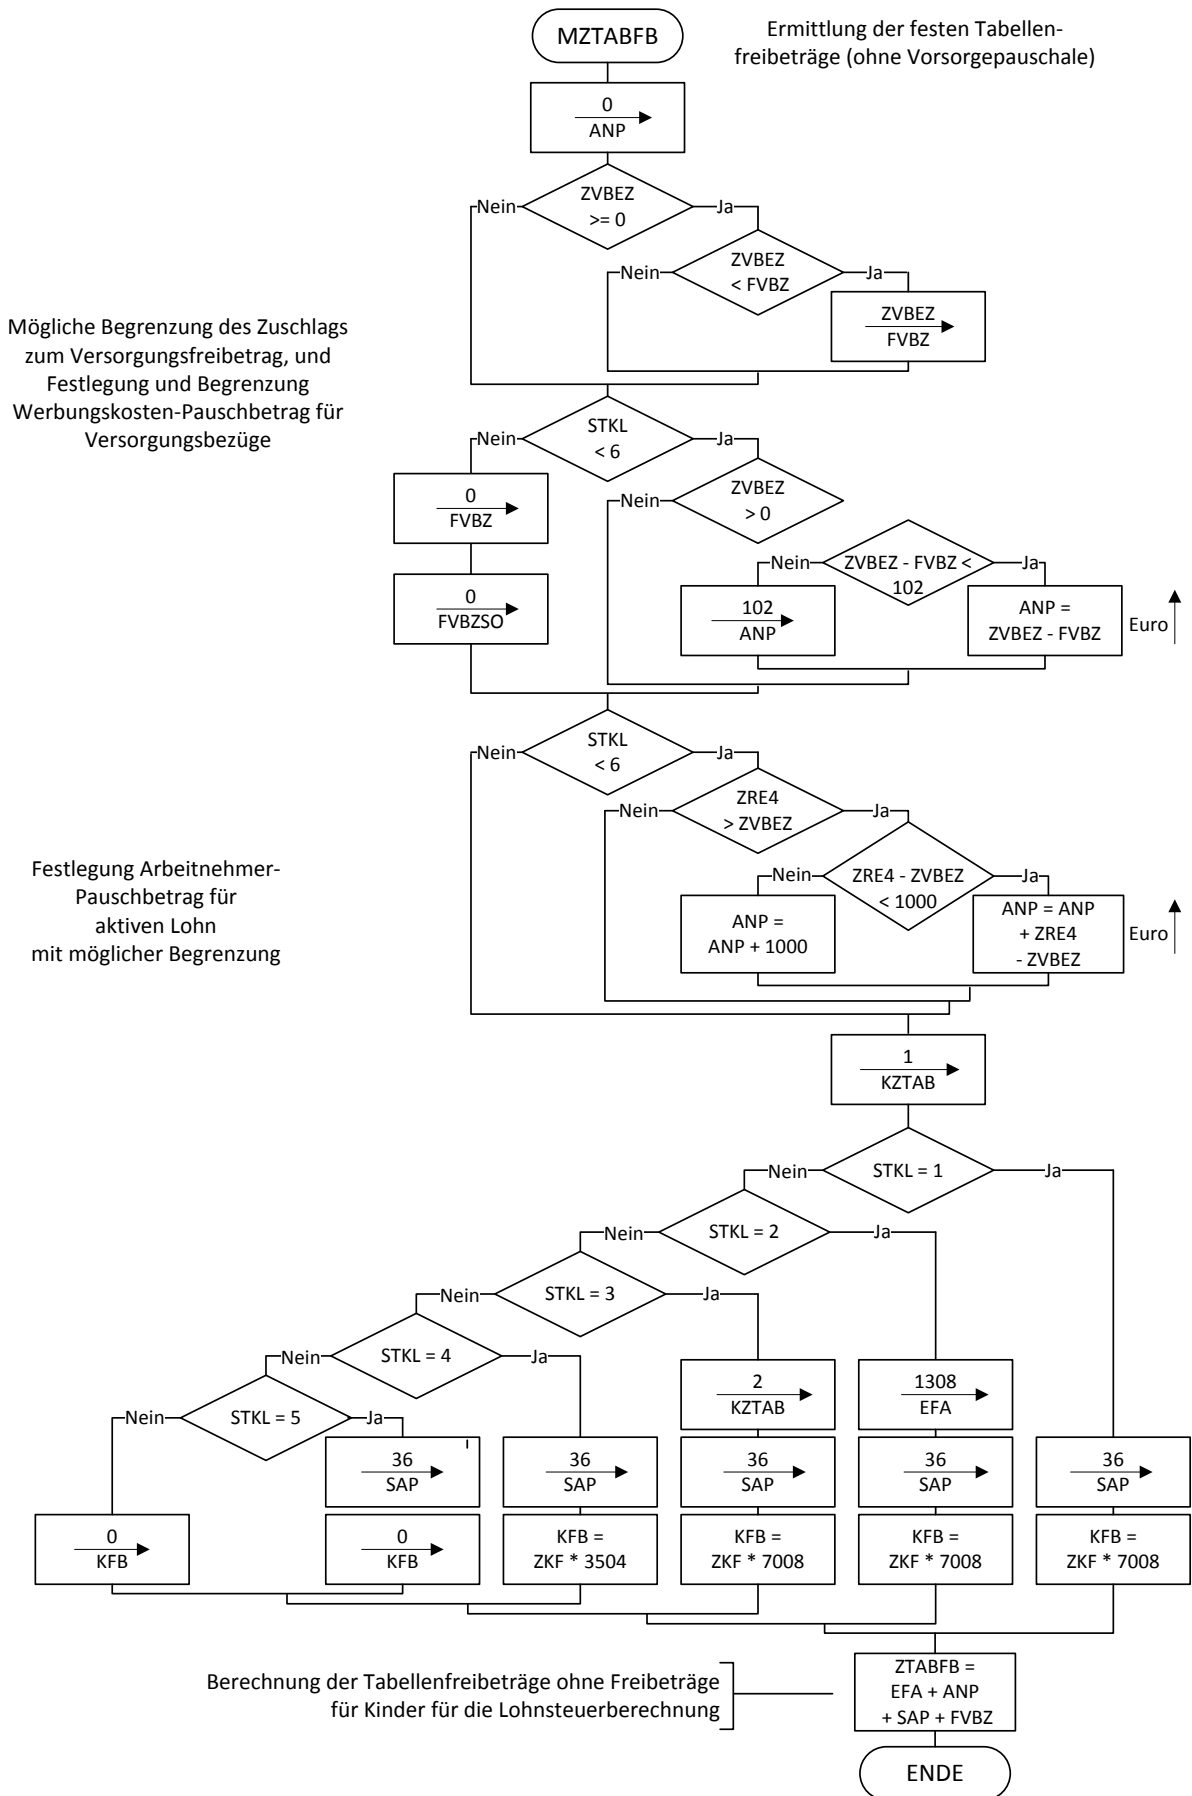 MZTABFB
Ermittlung der festen Tabellen-
freibeträge (ohne Vorsorgepauschale)
0
ANP
ZVBEZ
>= 0
Nein
Ja
ZVBEZ
< FVBZ
Nein
Ja
ZVBEZ
FVBZ
Mögliche Begrenzung des Zuschlags
zum Versorgungsfreibetrag, und
Festlegung und Begrenzung
Werbungskosten-Pauschbetrag für
Versorgungsbezüge
STKL
< 6
Nein
Ja
0
FVBZ
0
FVBZSO
ZVBEZ
> 0
Nein
ZVBEZ - FVBZ <
102
Nein
Ja
102
ANP
ANP =
ZVBEZ - FVBZ
Euro
STKL
< 6
Nein
Ja
ZRE4
> ZVBEZ
Nein
Ja
Festlegung Arbeitnehmer-
Pauschbetrag für
aktiven Lohn
mit möglicher Begrenzung
ZRE4 - ZVBEZ
< 1000
Nein
Ja
ANP =
ANP + 1000
ANP = ANP
+ ZRE4
- ZVBEZ
Euro
1
KZTAB
STKL = 1
Nein
Ja
STKL = 2
Nein
Ja
STKL = 3
Nein
Ja
STKL = 4
Nein
Ja
STKL = 5
Nein
Ja
2
KZTAB
1308
EFA
36
SAP
36
SAP
36
SAP
36
SAP
36
SAP
0
KFB
0
KFB
KFB =
ZKF * 3504
KFB =
ZKF * 7008
KFB =
ZKF * 7008
KFB =
ZKF * 7008
Berechnung der Tabellenfreibeträge ohne Freibeträge
für Kinder für die Lohnsteuerberechnung
ZTABFB =
EFA + ANP
+ SAP + FVBZ
ENDE